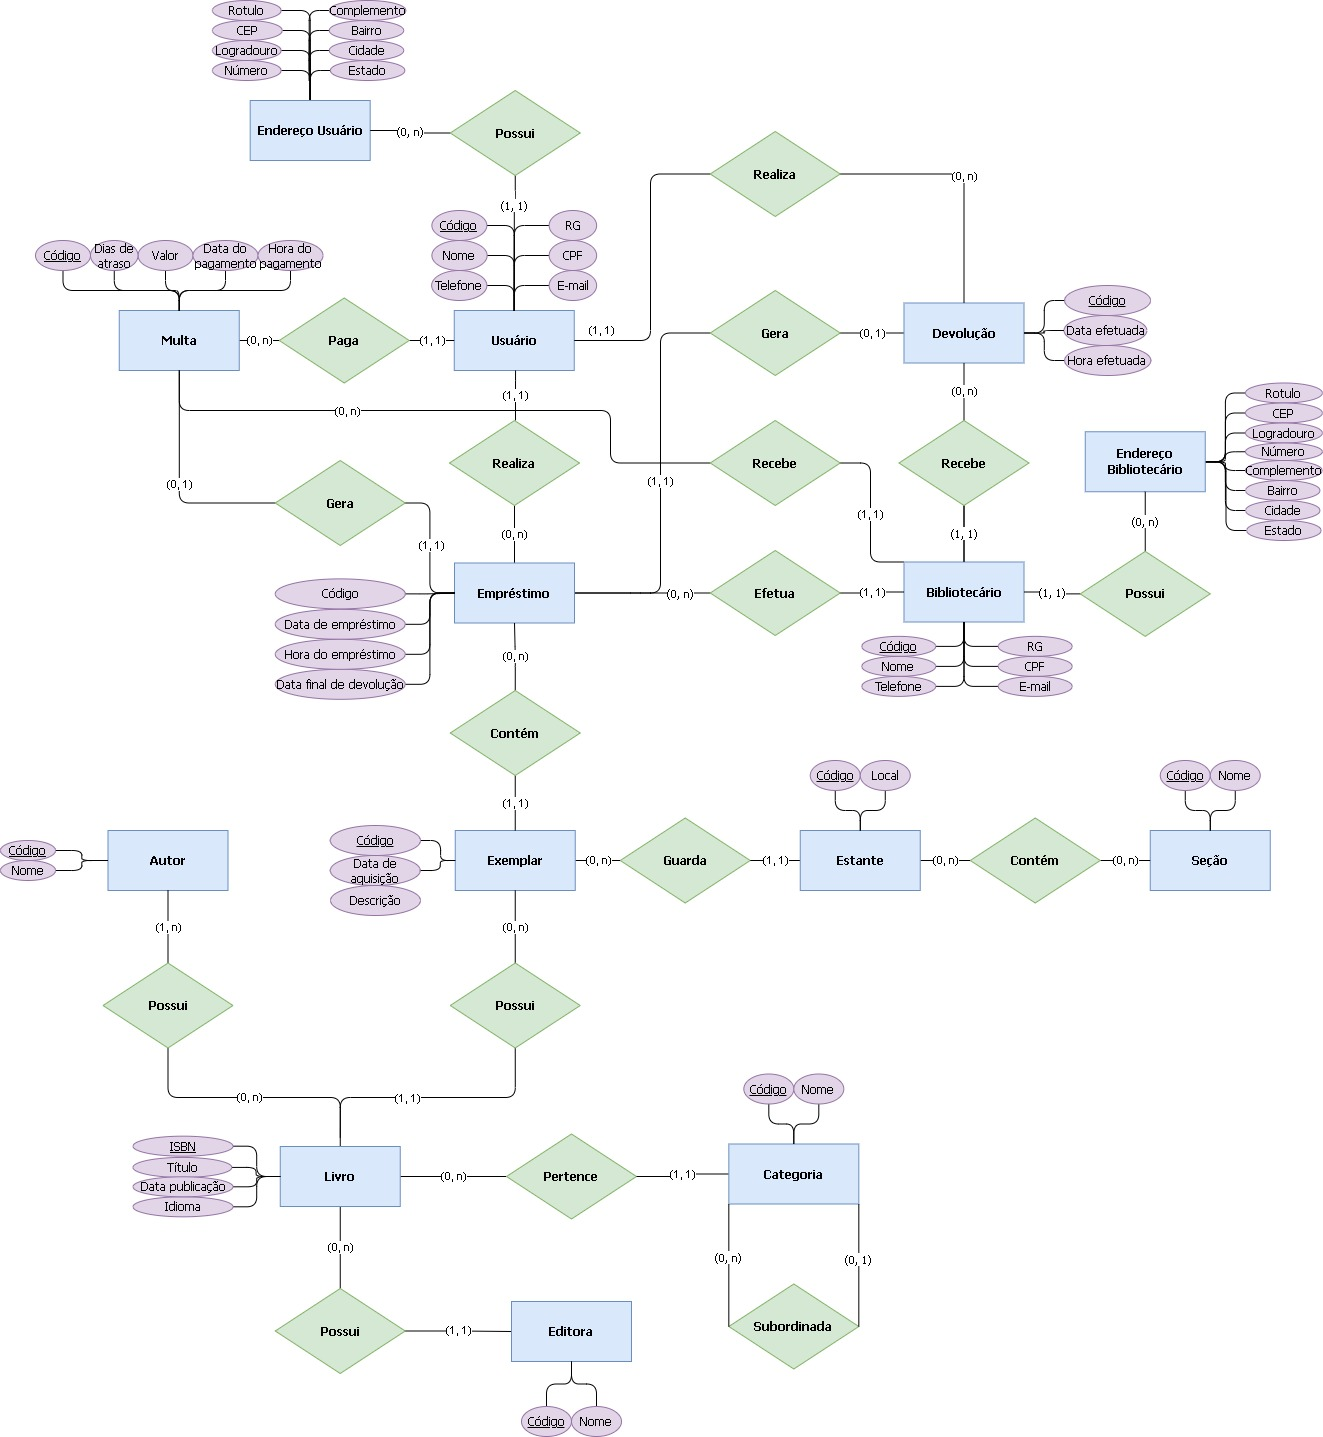 Rotulo
Complemento
CEP
Bairro
Logradouro
Cidade
Número
Estado
Endereço Usuário
(0, n)
Possui
(1, 1)
Realiza
(0, n)
Código
RG
Nome
CPF
Telefone
E-mail
Código
Dias de
atraso
Valor
Data do
pagamento
Hora do
pagamento
Multa
(0, n)
Paga
(1, 1)
Usuário
(1, 1)
Gera
(0, 1)
Devolução
Código
Data efetuada
Hora efetuada
(1, 1)
(0, n)
(0, n)
Realiza
(1, 1)
Recebe
Recebe
Endereço
Bibliotecário
Rotulo
CEP
Logradouro
Número
Complemento
Bairro
Cidade
Estado
(0, 1)
Gera
(1, 1)
(0, n)
(1, 1)
(1, 1)
(0, n)
Código
Data de empréstimo
Hora do empréstimo
Data final de devolução
Empréstimo
(0, n)
Efetua
(1, 1)
Bibliotecário
(1, 1)
Possui
Código
RG
Nome
CPF
Telefone
E-mail
(0, n)
Contém
(1, 1)
Código
Local
Código
Nome
Código
Nome
Autor
Código
Data de
aquisição
Descrição
Exemplar
(0, n)
Guarda
(1, 1)
Estante
(0, n)
Contém
(0, n)
Seção
(1, n)
(0, n)
Possui
Possui
(0, n)
(1, 1)
Código
Nome
ISBN
Título
Data publicação
Idioma
Livro
(0, n)
Pertence
(1, 1)
Categoria
(0, n)
(0, n)
(0, 1)
Possui
(1, 1)
Editora
Subordinada
Código
Nome